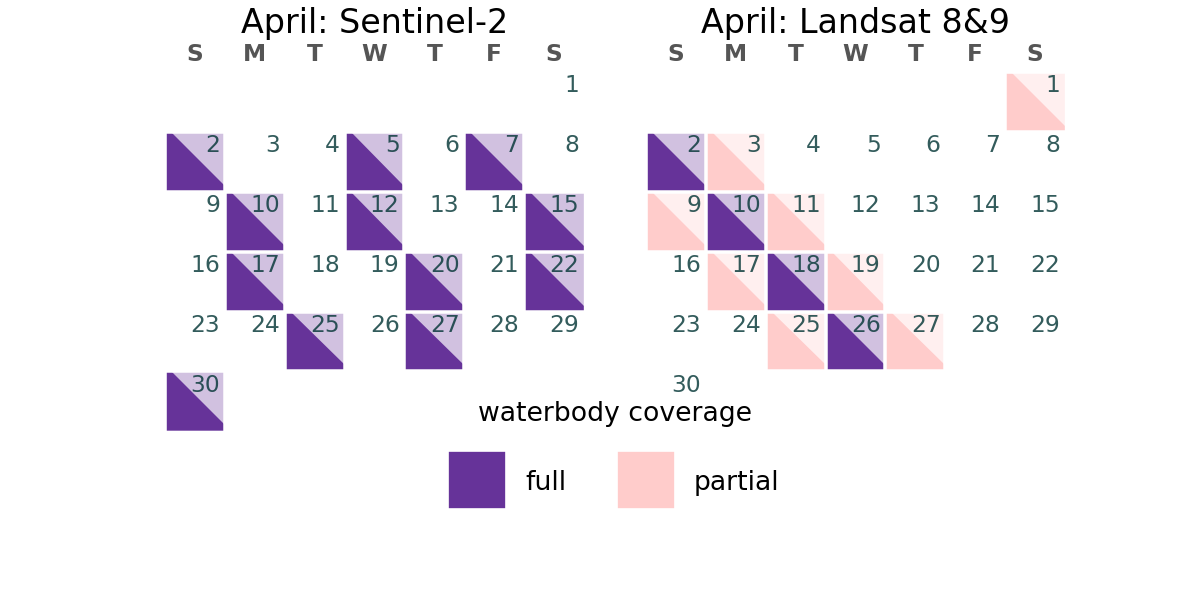 April: Sentinel-2
S M T W T F S
1
2 3 4 5 6 7 8
9 10 11 12 13 14 15
16 17 18 19 20 21 22
23 24 25 26 27 28 29
30
April: Landsat 8&9
S M T W T F S
1
2 3 4 5 6 7 8
9 10 11 12 13 14 15
16 17 18 19 20 21 22
23 24 25 26 27 28 29
30
waterbody coverage
full partial